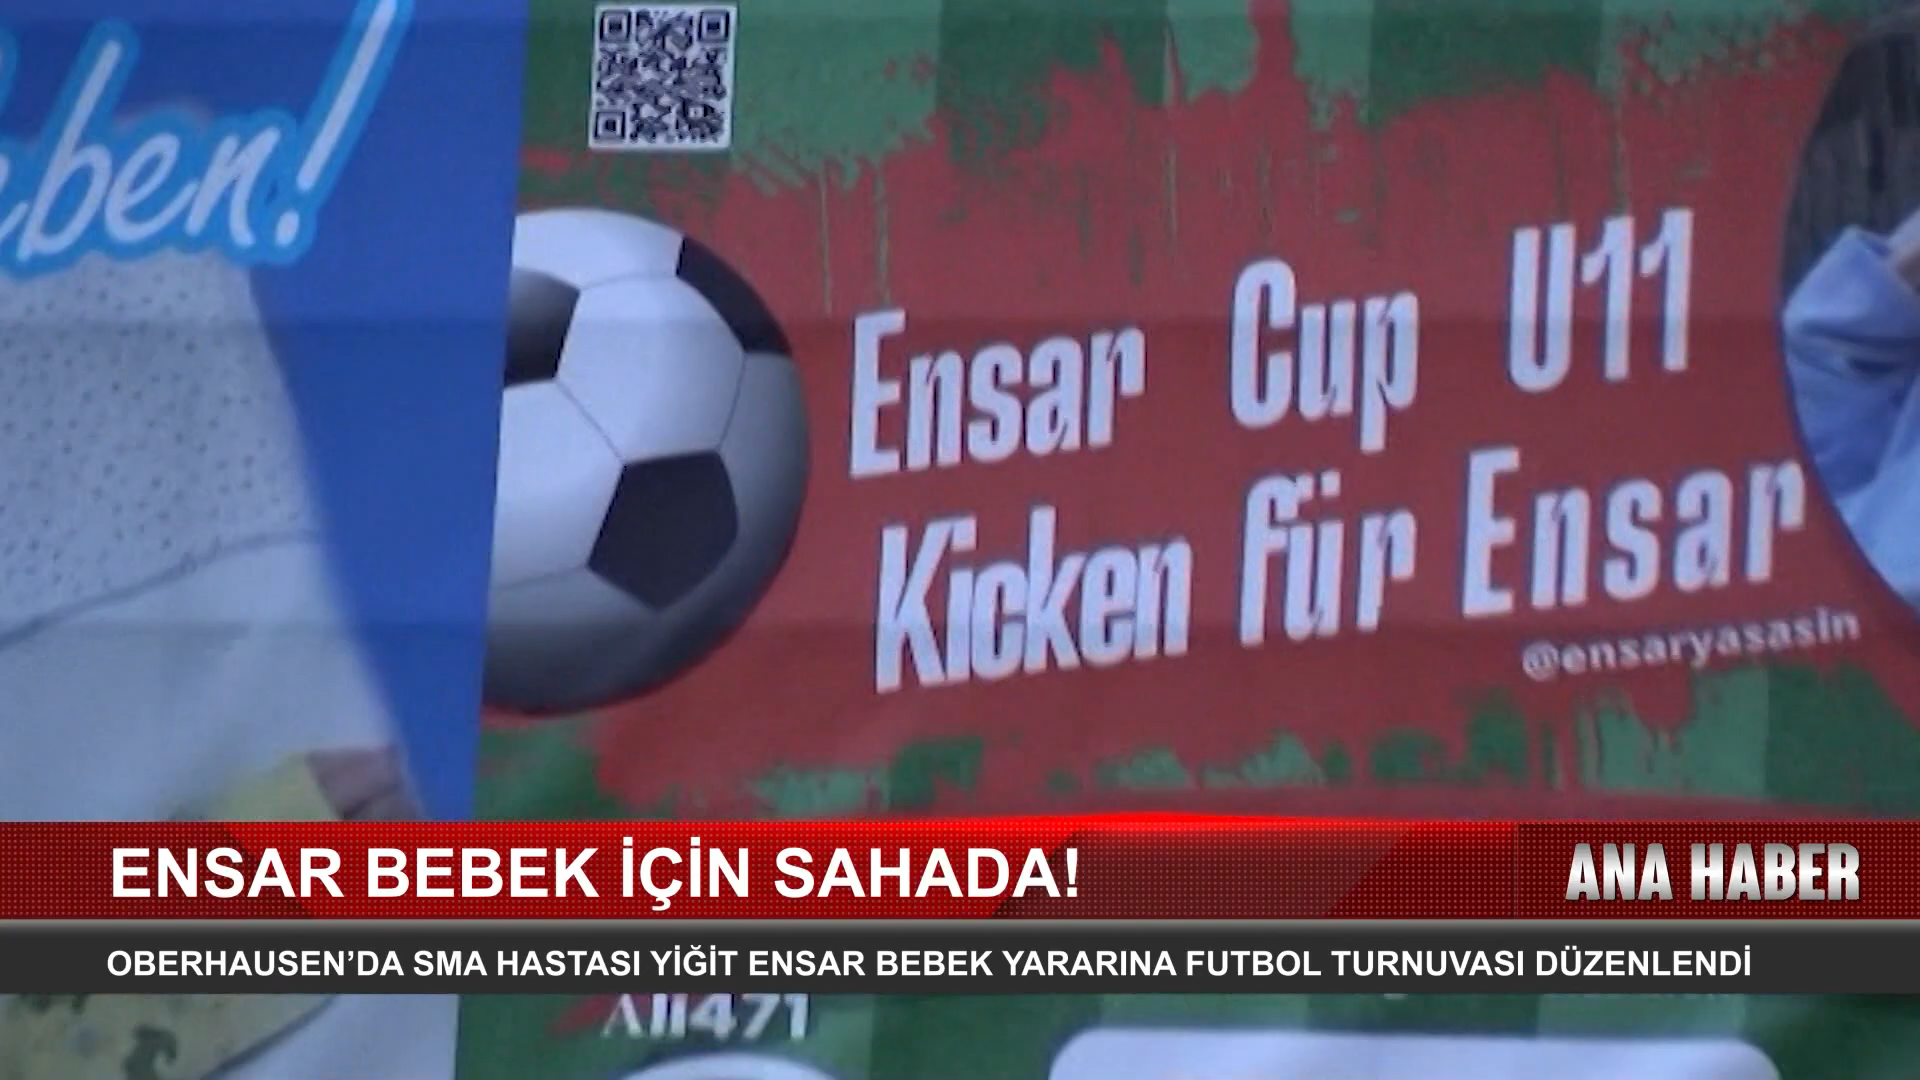 Ensar Cup U11
Kicken für Ensar
@ensaryasasin
ENSAR BEBEK İÇİN SAHADA!
ANA HABER
OBERHAUSEN’DA SMA HASTASI YİĞİT ENSAR BEBEK YARARINA FUTBOL TURNUVASI DÜZENLENDİ